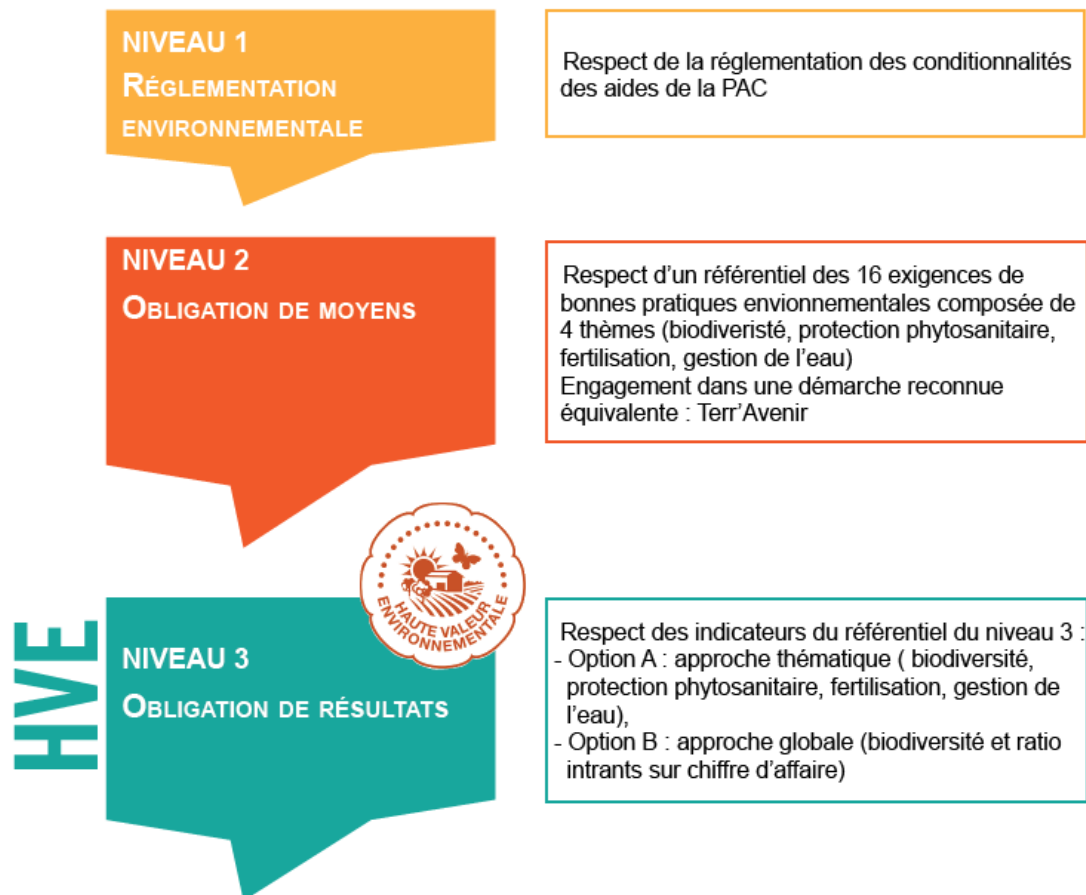 NIVEAU 1
RÉGLEMENTATION
ENVIRONNEMENTALE
Respect de la réglementation des conditionnalités
des aides de la PAC
NIVEAU 2
OBLIGATION DE MOYENS
Respect d'un référentiel des 16 exigences de
bonnes pratiques envionnementales composée de
4 thèmes (biodiveristé, protection phytosanitaire,
fertilisation, gestion de l'eau)
Engagement dans une démarche reconnue
équivalente : Terr'Avenir
HAUTE VALEUR
ENVIRONNEMENTALE
HVE
NIVEAU 3
OBLIGATION DE RÉSULTATS
Respect des indicateurs du référentiel du niveau 3 :
- Option A : approche thématique ( biodiversité,
protection phytosanitaire, fertilisation, gestion de
l'eau),
- Option B : approche globale (biodiversité et ratio
intrants sur chiffre d'affaire)